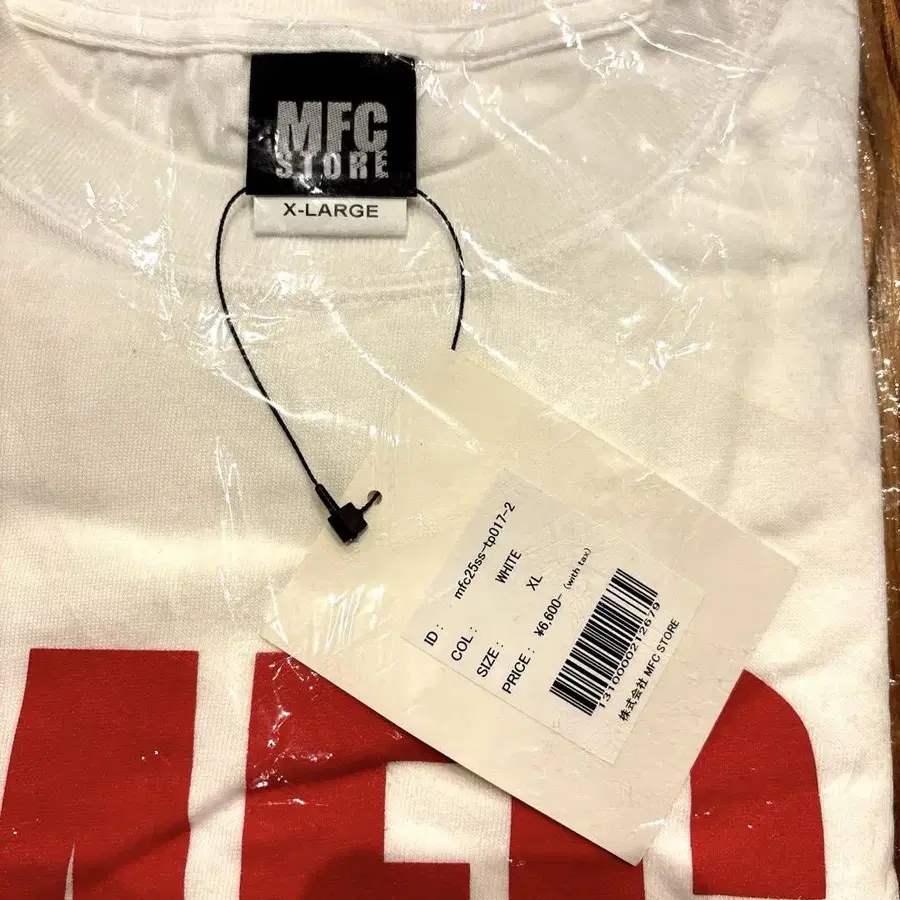 MFC
STORE
X-LARGE
ID: mfc25ss-tp017-2
COL: WHITE
SIZE: XL
PRICE: ¥6,600- (with tax)
1310000212679
株式会社 MFC STORE